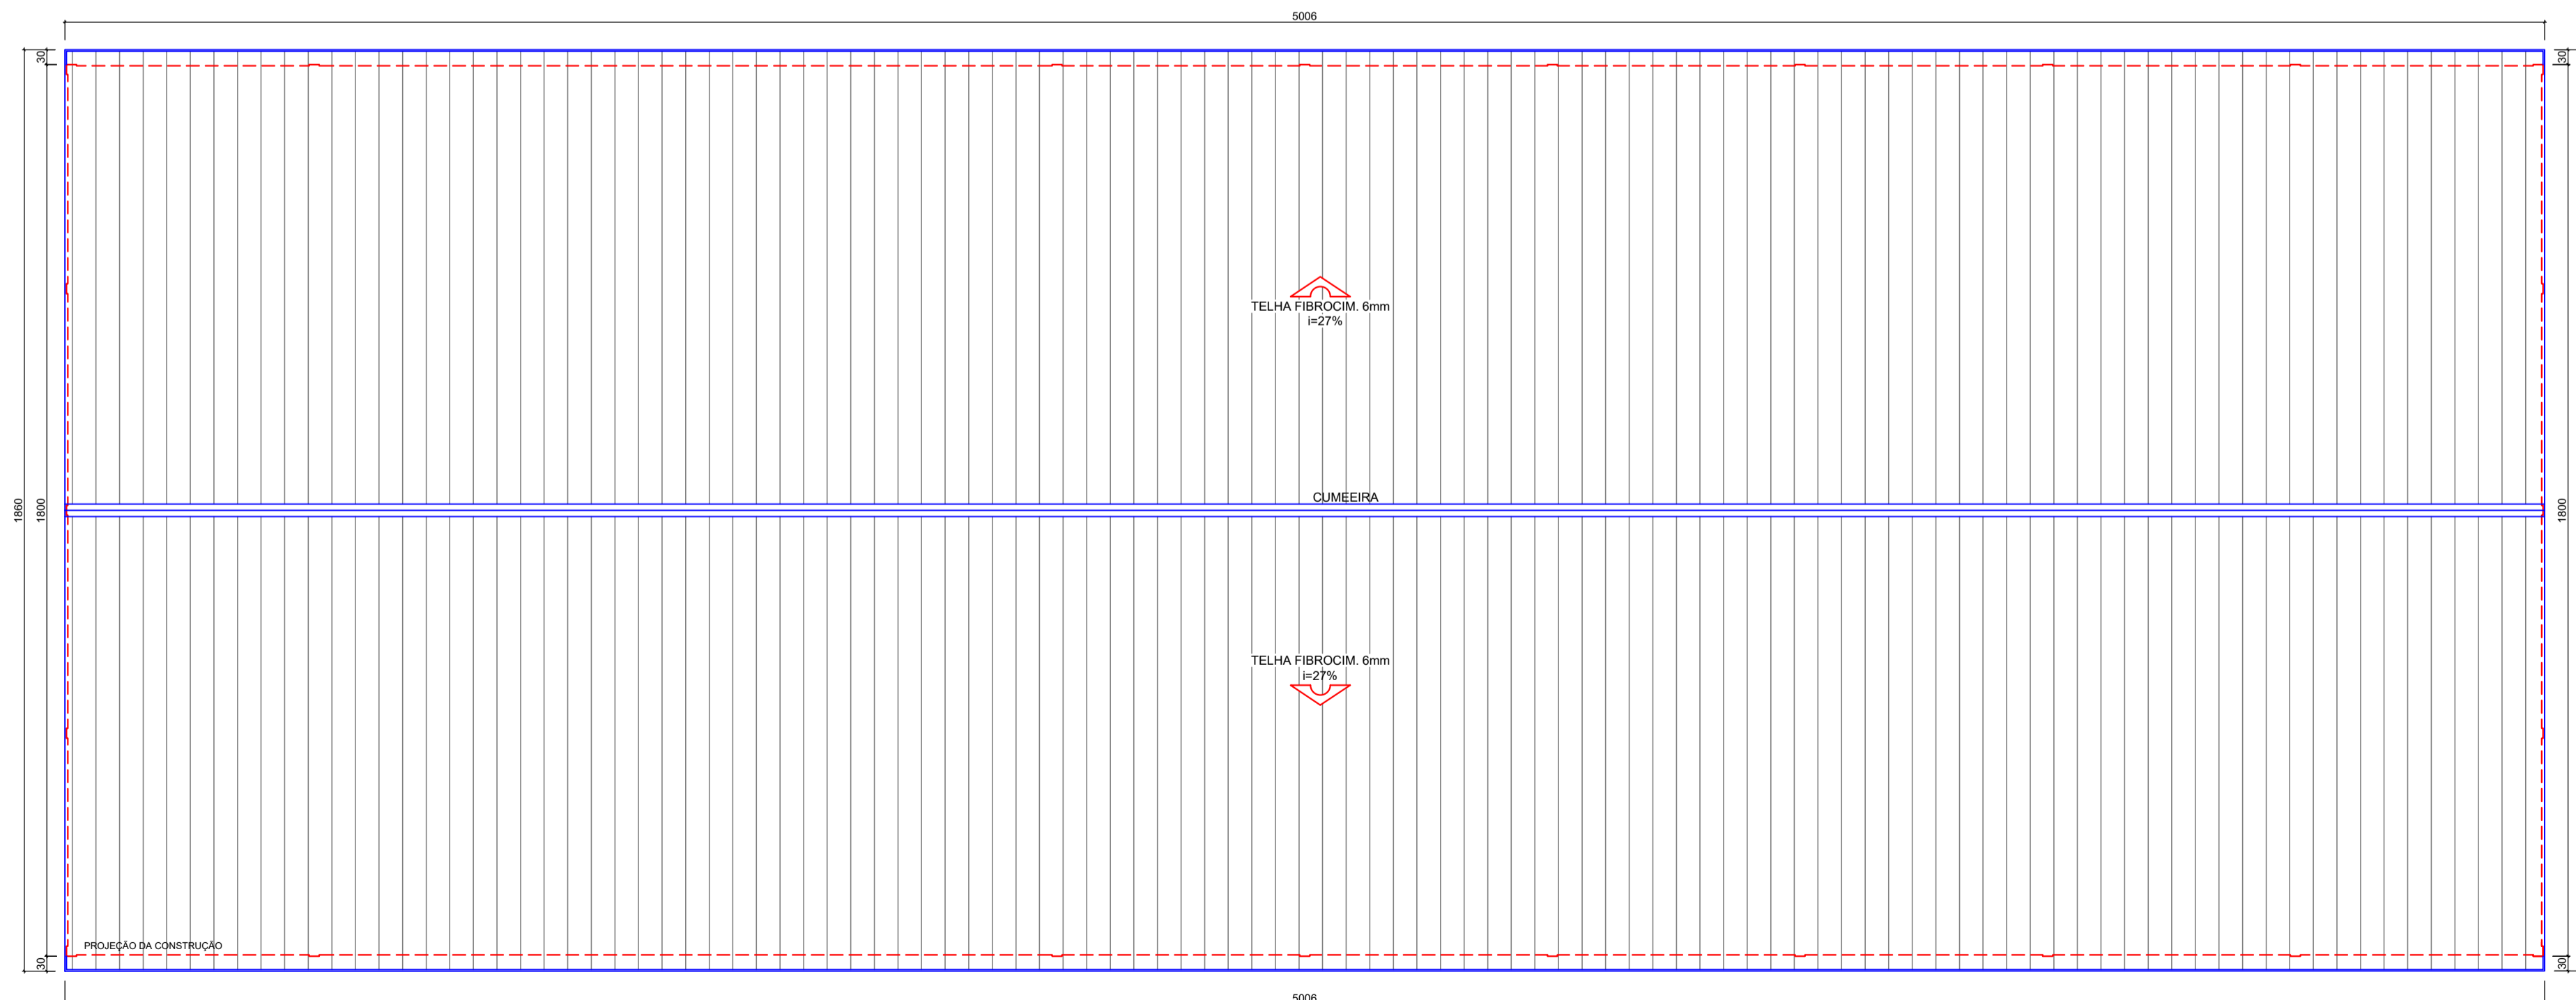 5006
30
30
TELHA FIBROCIM. 6mm
i=27%
CUMEEIRA
1860
1800
1800
TELHA FIBROCIM. 6mm
i=27%
PROJEÇÃO DA CONSTRUÇÃO
30
30
5006